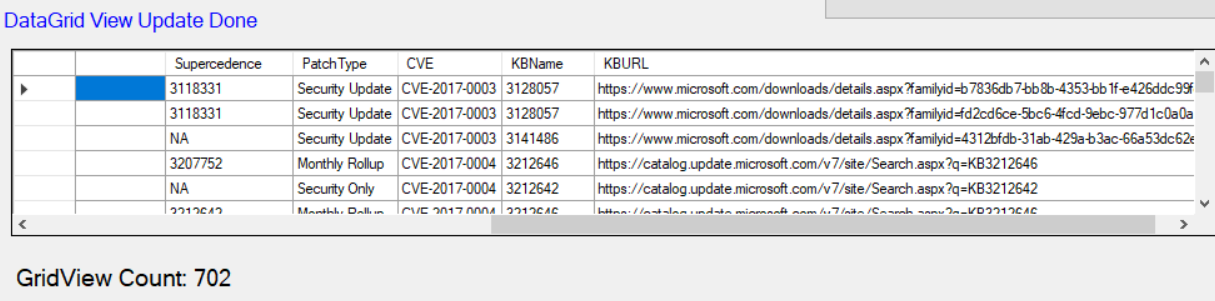 DataGrid View Update Done
Supercedence PatchType CVE KBName KBURL
3118331 Security Update CVE-2017-0003 3128057 https://www.microsoft.com/downloads/details.aspx?familyid=b7836db7-bb8b-4353-bb1f-e426ddc99f
3118331 Security Update CVE-2017-0003 3128057 https://www.microsoft.com/downloads/details.aspx?familyid=fd2cd6ce-5bc6-4fcd-9ebc-977d1c0a0a
NA Security Update CVE-2017-0003 3141486 https://www.microsoft.com/downloads/details.aspx?familyid=4312bfdb-31ab-429a-b3ac-66a53dc62e
3207752 Monthly Rollup CVE-2017-0004 3212646 https://catalog.update.microsoft.com/v7/site/Search.aspx?q=KB3212646
NA Security Only CVE-2017-0004 3212642 https://catalog.update.microsoft.com/v7/site/Search.aspx?q=KB3212642
3212642 Monthly Rollup CVE-2017-0004 3212646 https://catalog.update.microsoft.com/v7/site/Search.aspx?q=KB3212646
GridView Count: 702